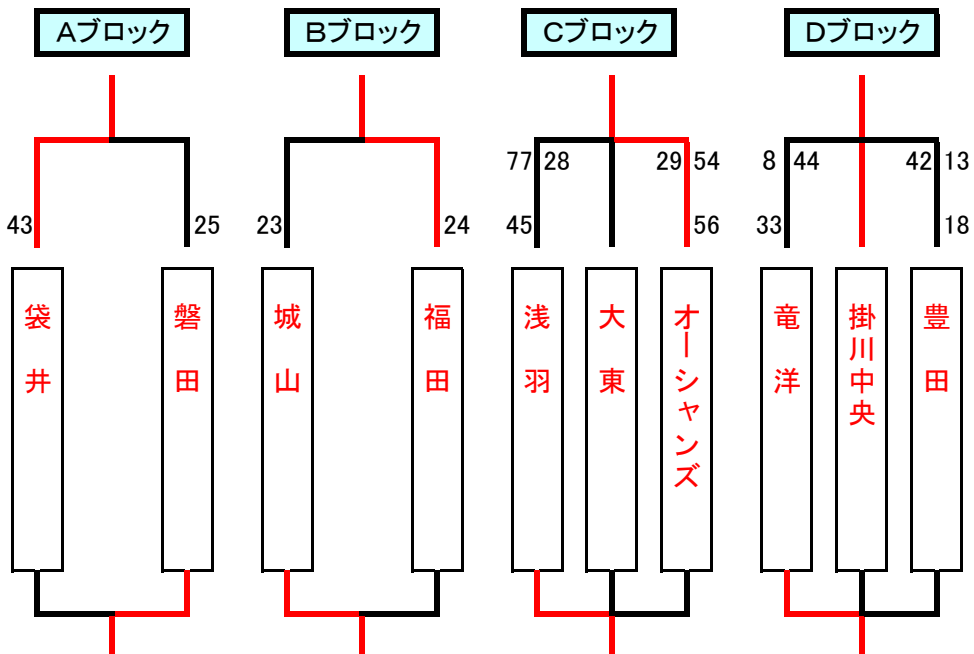 Aブロック
Bブロック
Cブロック
Dブロック
77 28 29 54
8 44 42 13
43 25
23 24
45 56
33 18
袋井
磐田
城山
福田
浅羽
大東
オーシャンズ
竜洋
掛川中央
豊田